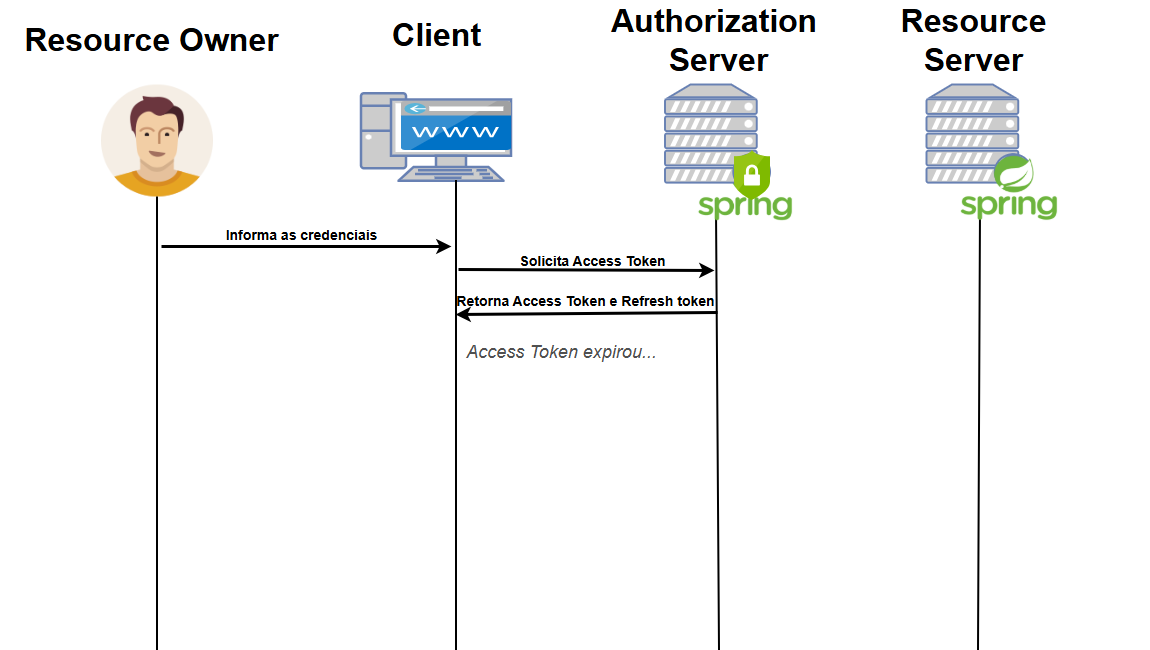 Resource Owner
Client
Authorization
Server
Resource
Server
WWW
spring
spring
Informa as credenciais
Solicita Access Token
Retorna Access Token e Refresh token
Access Token expirou...